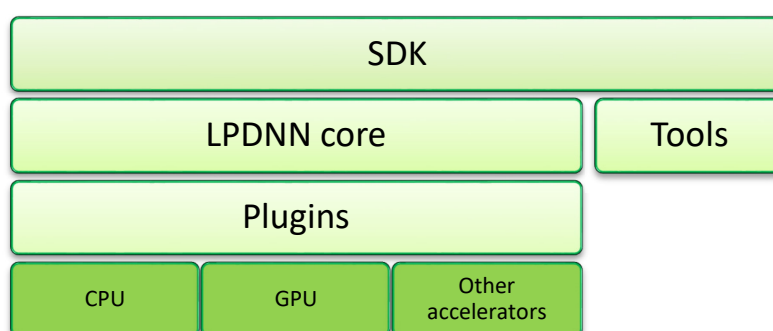 SDK
LPDNN core
Tools
Plugins
CPU
GPU
Other
accelerators